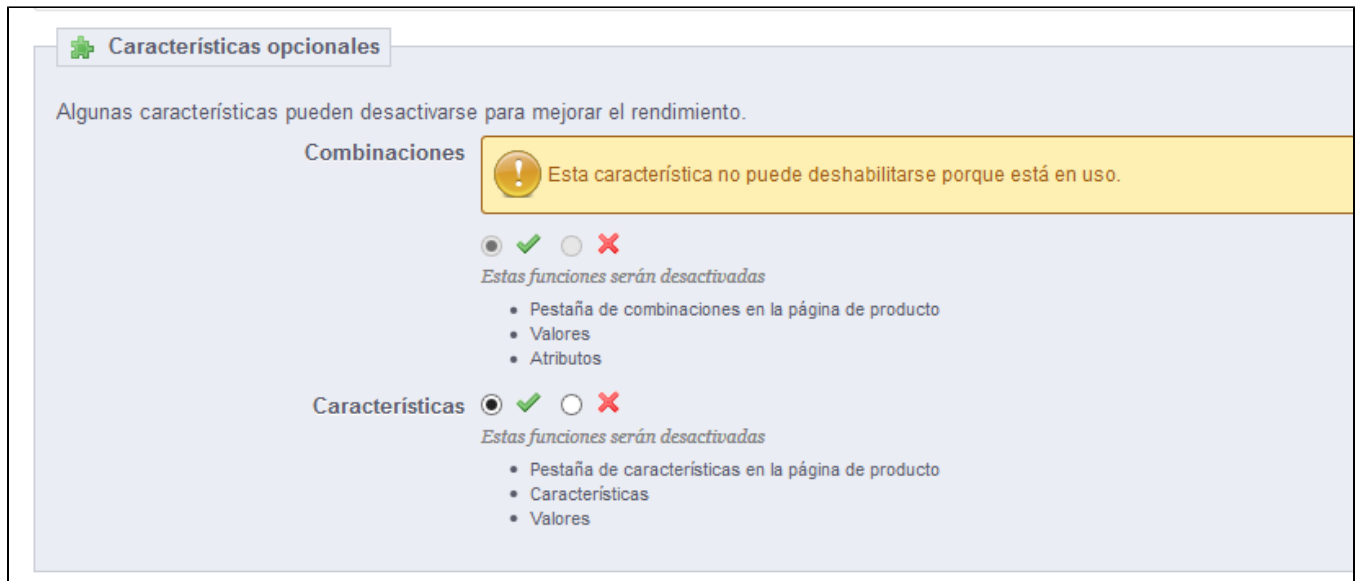 Características opcionales
Algunas características pueden desactivarse para mejorar el rendimiento.
Combinaciones
Esta característica no puede deshabilitarse porque está en uso.
Estas funciones serán desactivadas
Pestaña de combinaciones en la página de producto
Valores
Atributos
Características
Estas funciones serán desactivadas
Pestaña de características en la página de producto
Características
Valores